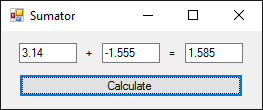 Sumator
3.14 + -1.555 = 1.585
Calculate